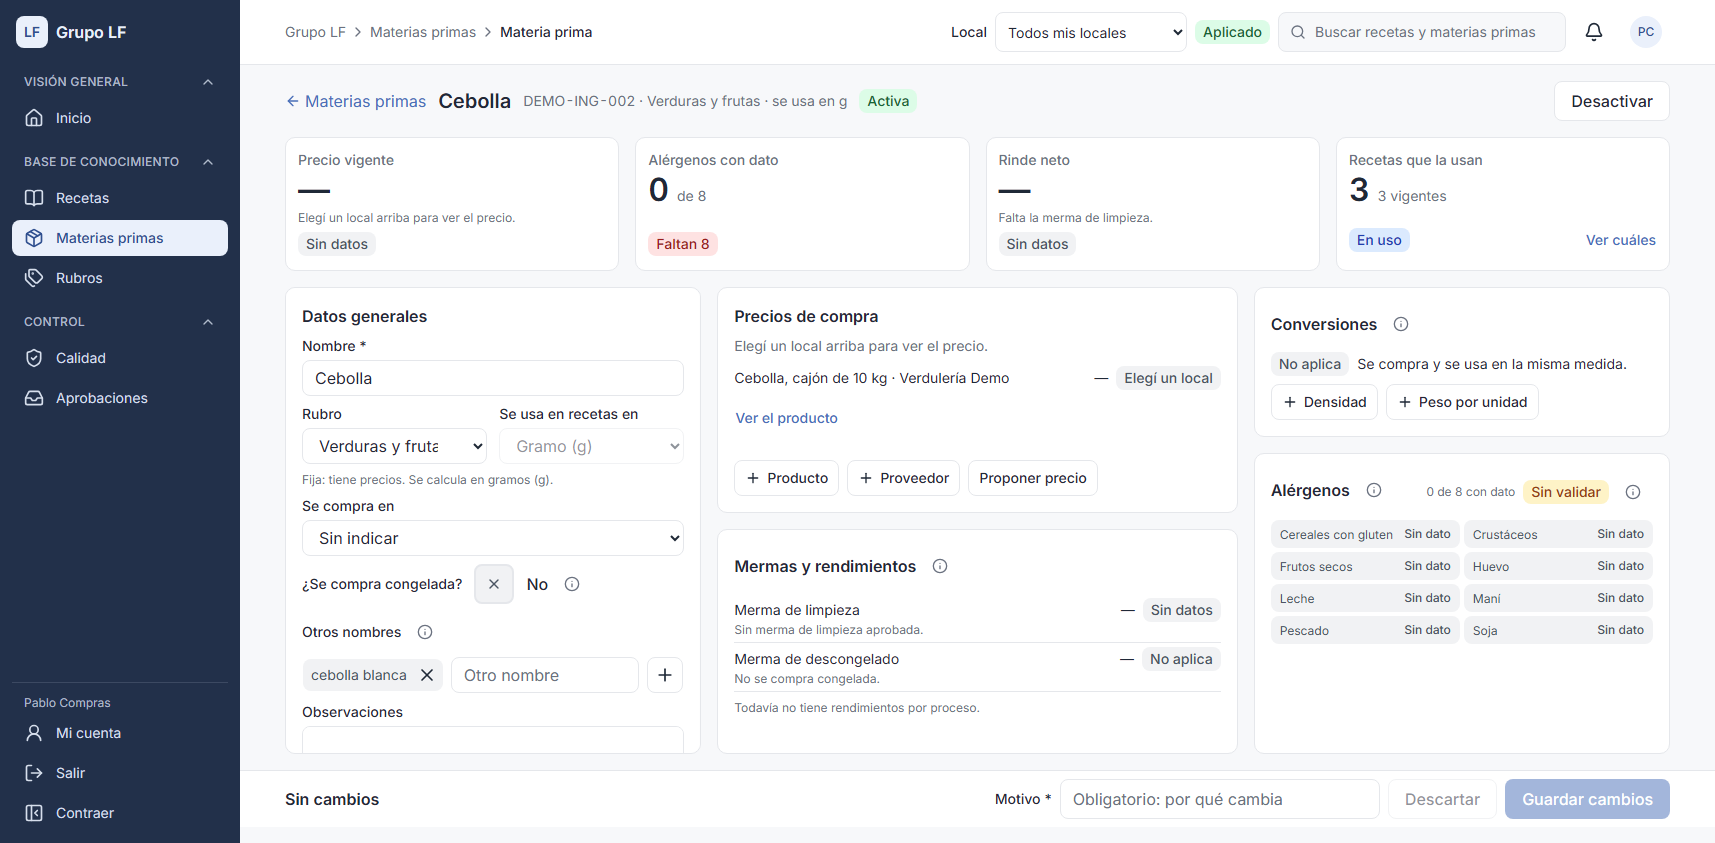 LF Grupo LF
VISIÓN GENERAL
Inicio
BASE DE CONOCIMIENTO
Recetas
Materias primas
Rubros
CONTROL
Calidad
Aprobaciones
Pablo Compras
Mi cuenta
Salir
Contraer
Grupo LF > Materias primas > Materia prima
Local Todos mis locales Aplicado Buscar recetas y materias primas PC
← Materias primas Cebolla DEMO-ING-002 · Verduras y frutas · se usa en g Activa Desactivar
Precio vigente
—
Elegí un local arriba para ver el precio.
Sin datos
Alérgenos con dato
0 de 8
Faltan 8
Rinde neto
—
Falta la merma de limpieza.
Sin datos
Recetas que la usan
3 3 vigentes
En uso Ver cuáles
Datos generales
Nombre *
Cebolla
Rubro Se usa en recetas en
Verduras y fruta Gramo (g)
Fija: tiene precios. Se calcula en gramos (g).
Se compra en
Sin indicar
¿Se compra congelada? No
Otros nombres
cebolla blanca Otro nombre
Observaciones
Precios de compra
Elegí un local arriba para ver el precio.
Cebolla, cajón de 10 kg · Verdulería Demo — Elegí un local
Ver el producto
+ Producto + Proveedor Proponer precio
Mermas y rendimientos
Merma de limpieza — Sin datos
Sin merma de limpieza aprobada.
Merma de descongelado — No aplica
No se compra congelada.
Todavía no tiene rendimientos por proceso.
Conversiones
No aplica Se compra y se usa en la misma medida.
+ Densidad + Peso por unidad
Alérgenos 0 de 8 con dato Sin validar
Cereales con gluten Sin dato Crustáceos Sin dato
Frutos secos Sin dato Huevo Sin dato
Leche Sin dato Maní Sin dato
Pescado Sin dato Soja Sin dato
Sin cambios Motivo * Obligatorio: por qué cambia Descartar Guardar cambios